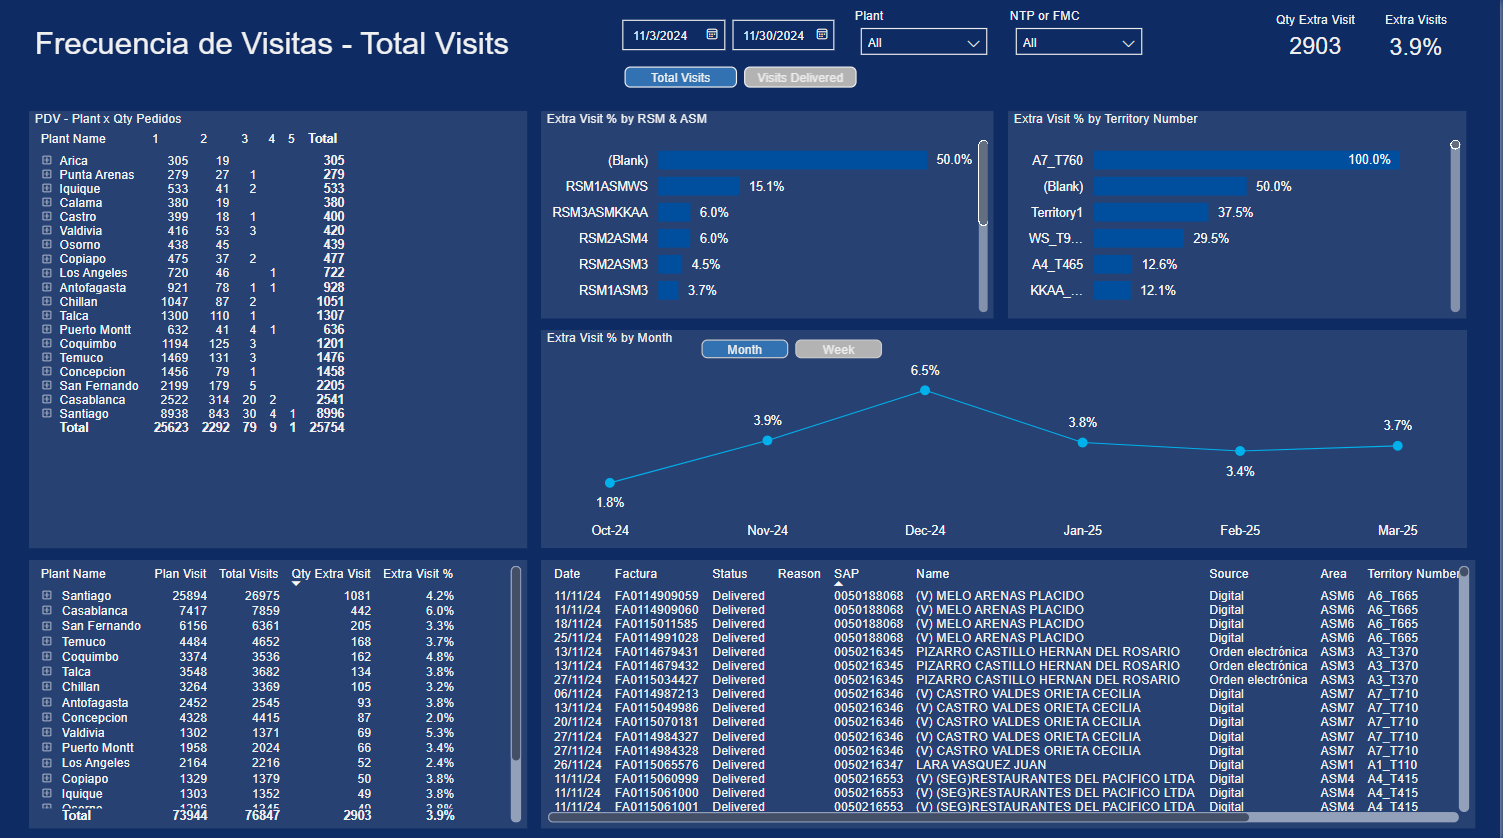 Frecuencia de Visitas - Total Visits
11/3/2024 11/30/2024
Plant
All
NTP or FMC
All
Qty Extra Visit
2903
Extra Visits
3.9%
Total Visits Visits Delivered
PDV - Plant x Qty Pedidos
Plant Name 1 2 3 4 5 Total
Arica 305 19 305
Punta Arenas 279 27 1 279
Iquique 533 41 2 533
Calama 380 19 380
Castro 399 18 1 400
Valdivia 416 53 3 420
Osorno 438 45 439
Copiapo 475 37 2 477
Los Angeles 720 46 1 722
Antofagasta 921 78 1 1 928
Chillan 1047 87 2 1051
Talca 1300 110 1 1307
Puerto Montt 632 41 4 1 636
Coquimbo 1194 125 3 1201
Temuco 1469 131 3 1476
Concepcion 1456 79 1 1458
San Fernando 2199 179 5 2205
Casablanca 2522 314 20 2 2541
Santiago 8938 843 30 4 1 8996
Total 25623 2292 79 9 1 25754
Extra Visit % by RSM & ASM
(Blank) 50.0%
RSM1ASMWS 15.1%
RSM3ASMKKAA 6.0%
RSM2ASM4 6.0%
RSM2ASM3 4.5%
RSM1ASM3 3.7%
Extra Visit % by Territory Number
A7_T760 100.0%
(Blank) 50.0%
Territory1 37.5%
WS_T9... 29.5%
A4_T465 12.6%
KKAA_... 12.1%
Extra Visit % by Month
Month Week
1.8% 3.9% 6.5% 3.8% 3.4% 3.7%
Oct-24 Nov-24 Dec-24 Jan-25 Feb-25 Mar-25
Plant Name Plan Visit Total Visits Qty Extra Visit Extra Visit %
Santiago 25894 26975 1081 4.2%
Casablanca 7417 7859 442 6.0%
San Fernando 6156 6361 205 3.3%
Temuco 4484 4652 168 3.7%
Coquimbo 3374 3536 162 4.8%
Talca 3548 3682 134 3.8%
Chillan 3264 3369 105 3.2%
Antofagasta 2452 2545 93 3.8%
Concepcion 4328 4415 87 2.0%
Valdivia 1302 1371 69 5.3%
Puerto Montt 1958 2024 66 3.4%
Los Angeles 2164 2216 52 2.4%
Copiapo 1329 1379 50 3.8%
Iquique 1303 1352 49 3.8%
Total 73944 76847 2903 3.9%
Date Factura Status Reason SAP Name Source Area Territory Number
11/11/24 FA0114909059 Delivered 0050188068 (V) MELO ARENAS PLACIDO Digital ASM6 A6_T665
11/11/24 FA0114909060 Delivered 0050188068 (V) MELO ARENAS PLACIDO Digital ASM6 A6_T665
18/11/24 FA0115011585 Delivered 0050188068 (V) MELO ARENAS PLACIDO Digital ASM6 A6_T665
25/11/24 FA0114991028 Delivered 0050188068 (V) MELO ARENAS PLACIDO Digital ASM6 A6_T665
13/11/24 FA0114679431 Delivered 0050216345 PIZARRO CASTILLO HERNAN DEL ROSARIO Orden electrónica ASM3 A3_T370
13/11/24 FA0114679432 Delivered 0050216345 PIZARRO CASTILLO HERNAN DEL ROSARIO Orden electrónica ASM3 A3_T370
27/11/24 FA0115034427 Delivered 0050216345 PIZARRO CASTILLO HERNAN DEL ROSARIO Orden electrónica ASM3 A3_T370
06/11/24 FA0114987213 Delivered 0050216346 (V) CASTRO VALDES ORIETA CECILIA Digital ASM7 A7_T710
13/11/24 FA0115049986 Delivered 0050216346 (V) CASTRO VALDES ORIETA CECILIA Digital ASM7 A7_T710
20/11/24 FA0115070181 Delivered 0050216346 (V) CASTRO VALDES ORIETA CECILIA Digital ASM7 A7_T710
27/11/24 FA0114984327 Delivered 0050216346 (V) CASTRO VALDES ORIETA CECILIA Digital ASM7 A7_T710
27/11/24 FA0114984328 Delivered 0050216346 (V) CASTRO VALDES ORIETA CECILIA Digital ASM7 A7_T710
26/11/24 FA0115065576 Delivered 0050216347 LARA VASQUEZ JUAN Digital ASM1 A1_T110
11/11/24 FA0115060999 Delivered 0050216553 (V) (SEG)RESTAURANTES DEL PACIFICO LTDA Digital ASM4 A4_T415
11/11/24 FA0115061000 Delivered 0050216553 (V) (SEG)RESTAURANTES DEL PACIFICO LTDA Digital ASM4 A4_T415
11/11/24 FA0115061001 Delivered 0050216553 (V) (SEG)RESTAURANTES DEL PACIFICO LTDA Digital ASM4 A4_T415